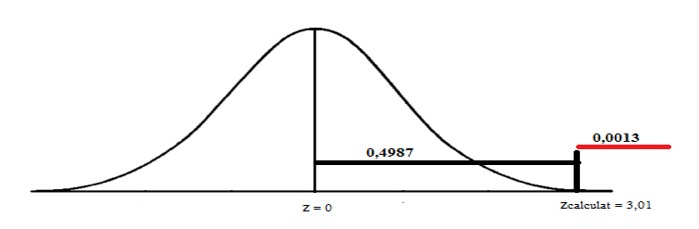 0,0013
0,4987
Z = 0
Zcalculat = 3,01